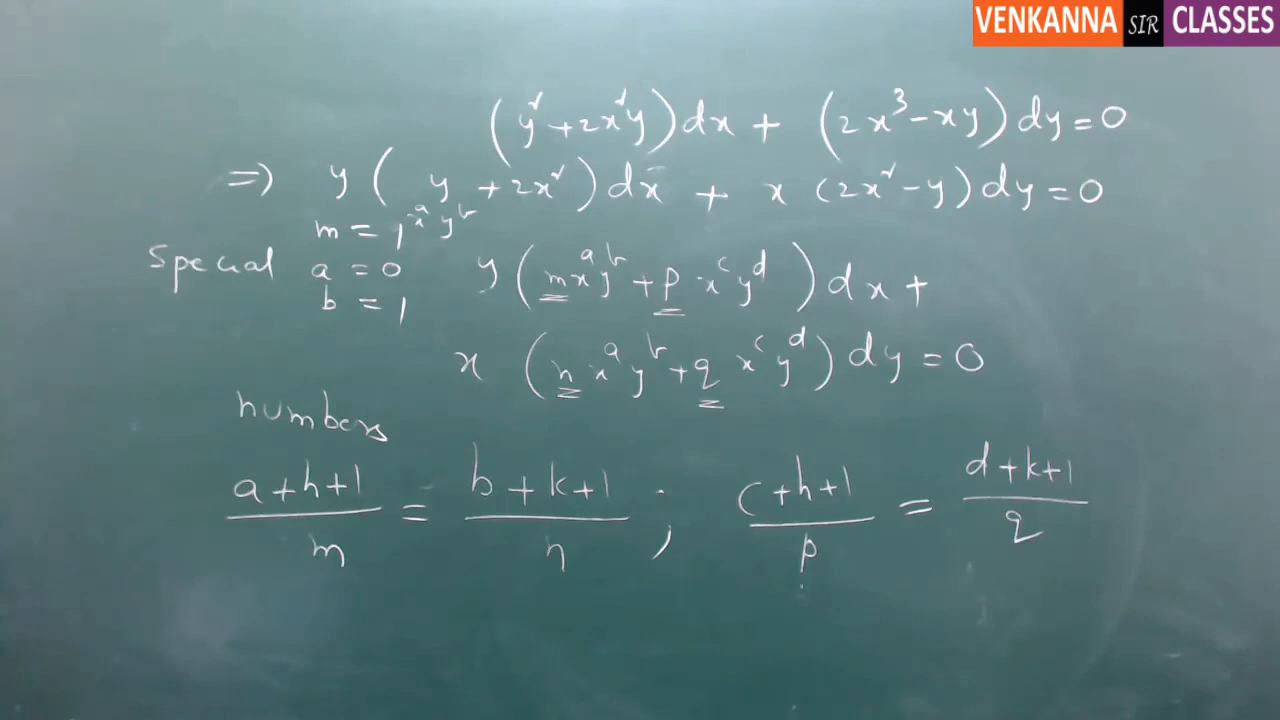 VENKANNA SIR CLASSES
(y² + 2x²y) dx + (2x³ - xy) dy = 0
⇒ y ( y + 2x² ) dx + x (2x² - y) dy = 0
m = 1 x^a y^b
Special a = 0 y ( m x^a y^b + p · x^c y^d ) dx +
b = 1
x ( n x^a y^b + q x^c y^d ) dy = 0
numbers
(a+h+1)/m = (b+k+1)/n ; (c+h+1)/p = (d+k+1)/q